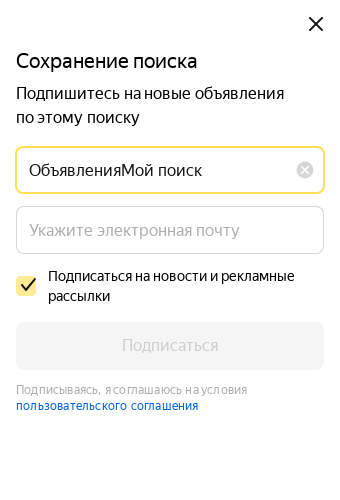 Сохранение поиска
Подпишитесь на новые объявления
по этому поиску
ОбъявленияМой поиск
Укажите электронную почту
Подписаться на новости и рекламные
рассылки
Подписаться
Подписываясь, я соглашаюсь на условия
пользовательского соглашения